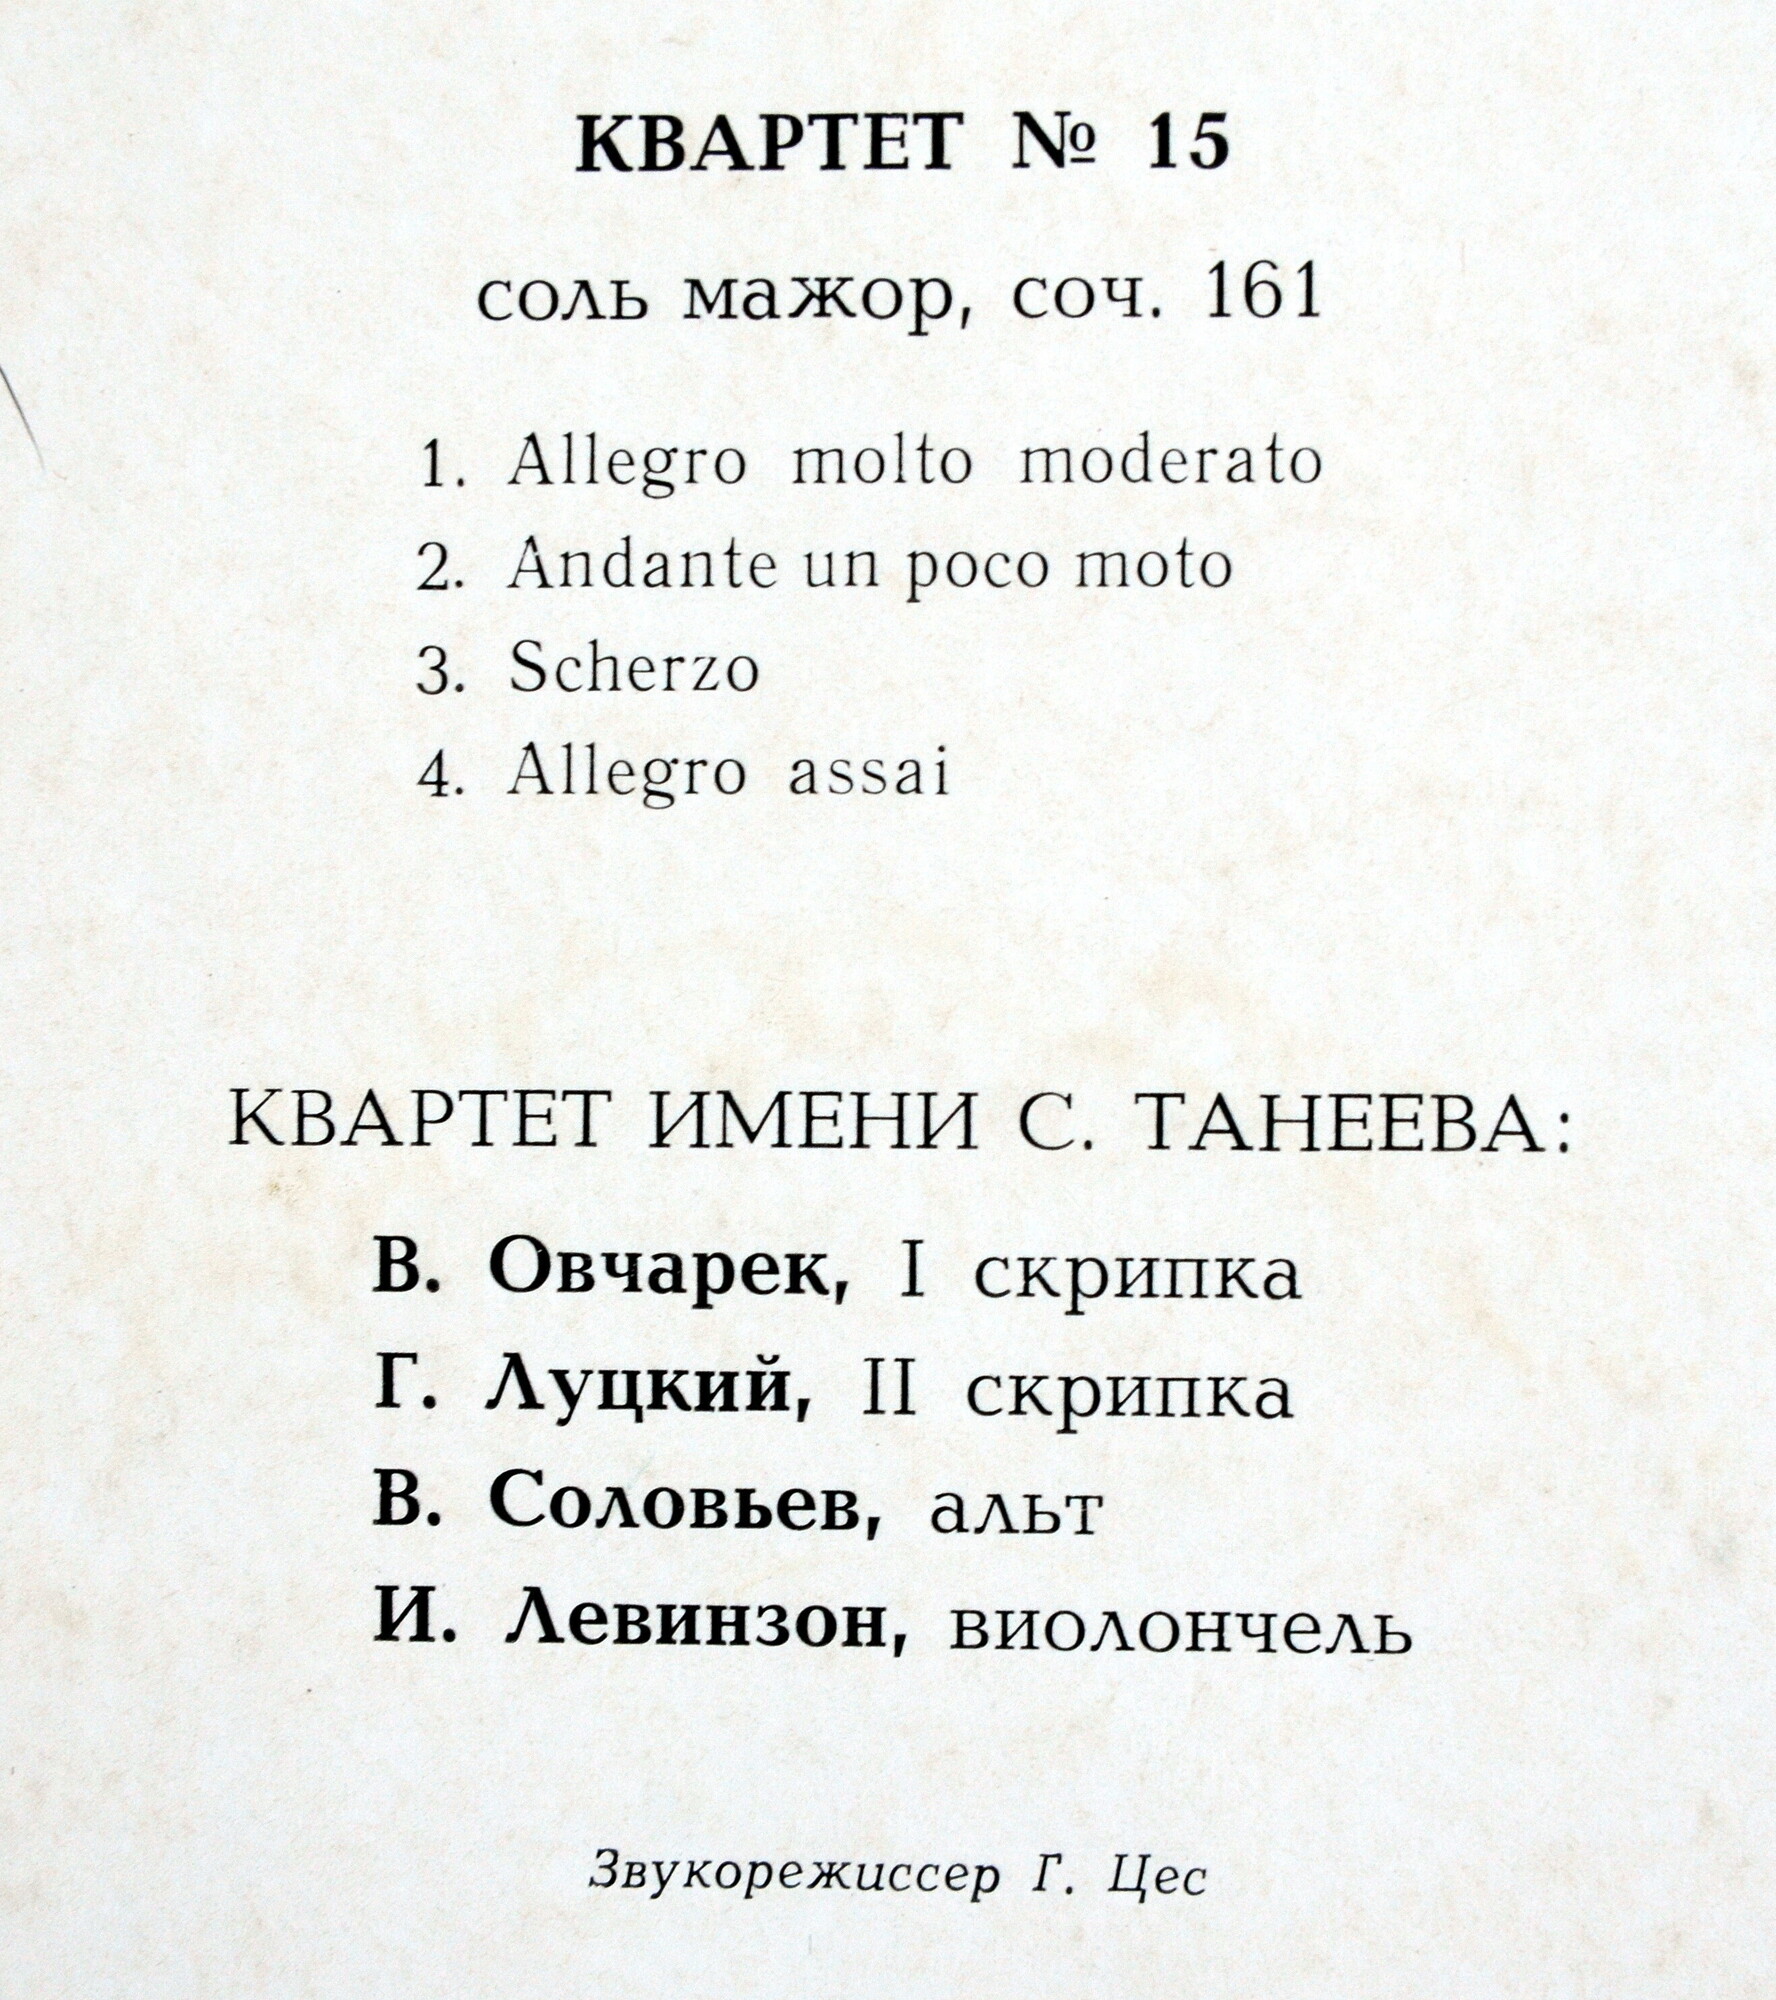 КВАРТЕТ № 15
соль мажор, соч. 161
1. Allegro molto moderato
2. Andante un poco moto
3. Scherzo
4. Allegro assai
КВАРТЕТ ИМЕНИ С. ТАНЕЕВА:
В. Овчарек, I скрипка
Г. Луцкий, II скрипка
В. Соловьев, альт
И. Левинзон, виолончель
Звукорежиссер Г. Цес